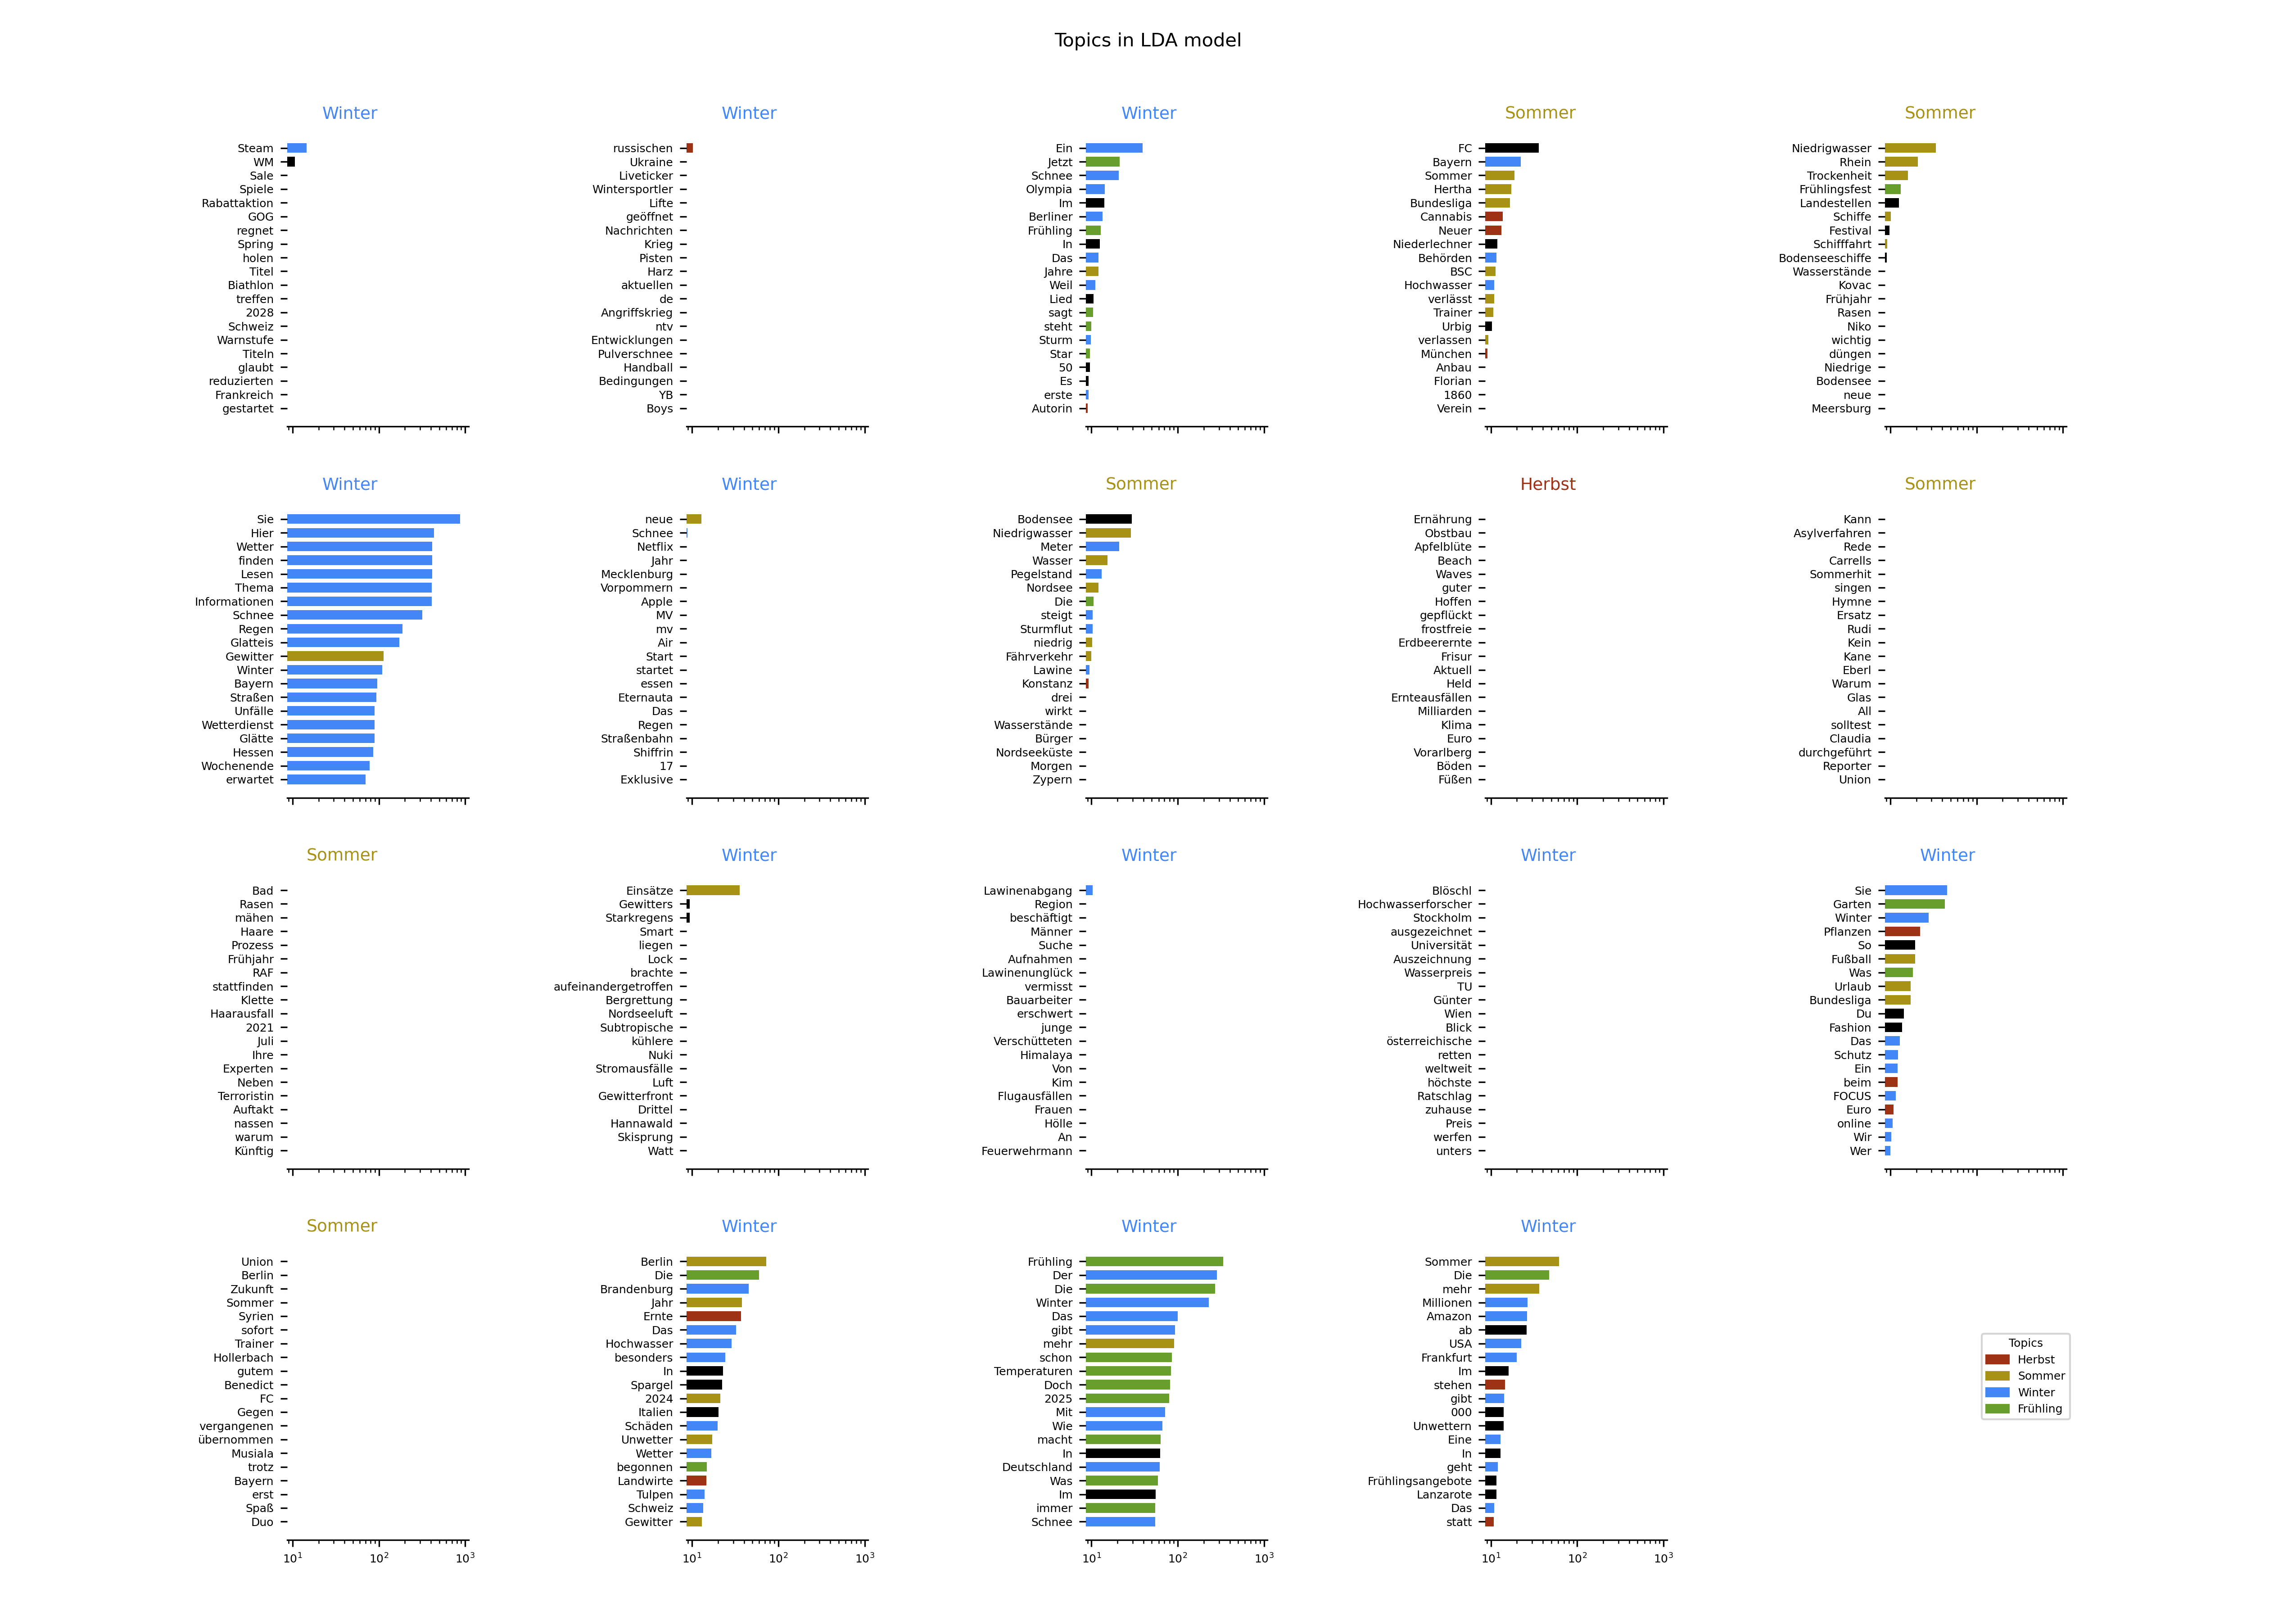 Topics in LDA model
Winter
Steam
WM
Sale
Spiele
Rabattaktion
GOG
regnet
Spring
holen
Titel
Biathlon
treffen
2028
Schweiz
Warnstufe
Titeln
glaubt
reduzierten
Frankreich
gestartet
Winter
russischen
Ukraine
Liveticker
Wintersportler
Lifte
geöffnet
Nachrichten
Krieg
Pisten
Harz
aktuellen
de
Angriffskrieg
ntv
Entwicklungen
Pulverschnee
Handball
Bedingungen
YB
Boys
Winter
Ein
Jetzt
Schnee
Olympia
Im
Berliner
Frühling
In
Das
Jahre
Weil
Lied
sagt
steht
Sturm
Star
50
Es
erste
Autorin
Sommer
FC
Bayern
Sommer
Hertha
Bundesliga
Cannabis
Neuer
Niederlechner
Behörden
BSC
Hochwasser
verlässt
Trainer
Urbig
verlassen
München
Anbau
Florian
1860
Verein
Sommer
Niedrigwasser
Rhein
Trockenheit
Frühlingsfest
Landestellen
Schiffe
Festival
Schifffahrt
Bodenseeschiffe
Wasserstände
Kovac
Frühjahr
Rasen
Niko
wichtig
düngen
Niedrige
Bodensee
neue
Meersburg
Winter
Sie
Hier
Wetter
finden
Lesen
Thema
Informationen
Schnee
Regen
Glatteis
Gewitter
Winter
Bayern
Straßen
Unfälle
Wetterdienst
Glätte
Hessen
Wochenende
erwartet
Winter
neue
Schnee
Netflix
Jahr
Mecklenburg
Vorpommern
Apple
MV
mv
Air
Start
startet
essen
Eternauta
Das
Regen
Straßenbahn
Shiffrin
17
Exklusive
Sommer
Bodensee
Niedrigwasser
Meter
Wasser
Pegelstand
Nordsee
Die
steigt
Sturmflut
niedrig
Fährverkehr
Lawine
Konstanz
drei
wirkt
Wasserstände
Bürger
Nordseeküste
Morgen
Zypern
Herbst
Ernährung
Obstbau
Apfelblüte
Beach
Waves
guter
Hoffen
gepflückt
frostfreie
Erdbeerernte
Frisur
Aktuell
Held
Ernteausfällen
Milliarden
Klima
Euro
Vorarlberg
Böden
Füßen
Sommer
Kann
Asylverfahren
Rede
Carrells
Sommerhit
singen
Hymne
Ersatz
Rudi
Kein
Kane
Eberl
Warum
Glas
All
solltest
Claudia
durchgeführt
Reporter
Union
Sommer
Bad
Rasen
mähen
Haare
Prozess
Frühjahr
RAF
stattfinden
Klette
Haarausfall
2021
Juli
Ihre
Experten
Neben
Terroristin
Auftakt
nassen
warum
Künftig
Winter
Einsätze
Gewitters
Starkregens
Smart
liegen
Lock
brachte
aufeinandergetroffen
Bergrettung
Nordseeluft
Subtropische
kühlere
Nuki
Stromausfälle
Luft
Gewitterfront
Drittel
Hannawald
Skisprung
Watt
Winter
Lawinenabgang
Region
beschäftigt
Männer
Suche
Aufnahmen
Lawinenunglück
vermisst
Bauarbeiter
erschwert
junge
Verschütteten
Himalaya
Von
Kim
Flugausfällen
Frauen
Hölle
An
Feuerwehrmann
Winter
Blöschl
Hochwasserforscher
Stockholm
ausgezeichnet
Universität
Auszeichnung
Wasserpreis
TU
Günter
Wien
Blick
österreichische
retten
weltweit
höchste
Ratschlag
zuhause
Preis
werfen
unters
Winter
Sie
Garten
Winter
Pflanzen
So
Fußball
Was
Urlaub
Bundesliga
Du
Fashion
Das
Schutz
Ein
beim
FOCUS
Euro
online
Wir
Wer
Sommer
Union
Berlin
Zukunft
Sommer
Syrien
sofort
Trainer
Hollerbach
gutem
Benedict
FC
Gegen
vergangenen
übernommen
Musiala
trotz
Bayern
erst
Spaß
Duo
10¹ 10² 10³
Winter
Berlin
Die
Brandenburg
Jahr
Ernte
Das
Hochwasser
besonders
In
Spargel
2024
Italien
Schäden
Unwetter
Wetter
begonnen
Landwirte
Tulpen
Schweiz
Gewitter
10¹ 10² 10³
Winter
Frühling
Der
Die
Winter
Das
gibt
mehr
schon
Temperaturen
Doch
2025
Mit
Wie
macht
In
Deutschland
Was
Im
immer
Schnee
10¹ 10² 10³
Winter
Sommer
Die
mehr
Millionen
Amazon
ab
USA
Frankfurt
Im
stehen
gibt
000
Unwettern
Eine
In
geht
Frühlingsangebote
Lanzarote
Das
statt
10¹ 10² 10³
Topics
Herbst
Sommer
Winter
Frühling